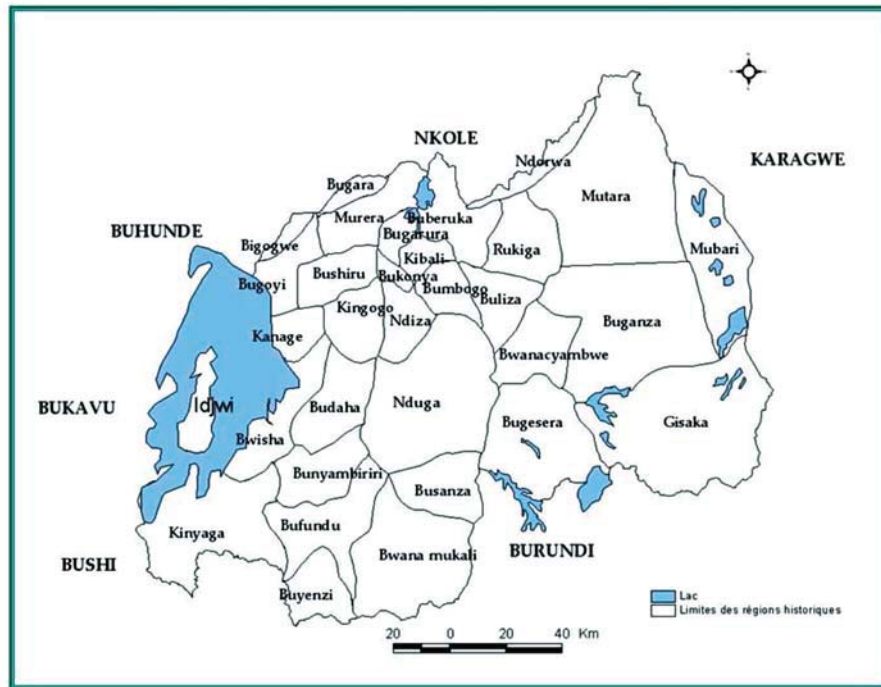 NKOLE
Ndorwa
KARAGWE
Bugara
Mutara
Murera
Buberuka
BUHUNDE
Bugarura
Bigogwe
Rukiga
Mubari
Kibali
Bushiru
Bukonya
Bugoyi
Bumbogo
Buliza
Kingogo
Ndiza
Buganza
Kanage
Bwanacyambwe
BUKAVU
Idjwi
Budaha
Nduga
Bugesera
Gisaka
Bwisha
Bunyambiriri
Busanza
Kinyaga
Bufundu
BURUNDI
Bwana mukali
BUSHI
Buyenzi
Lac
Limites des régions historiques
20 0 20 40 Km